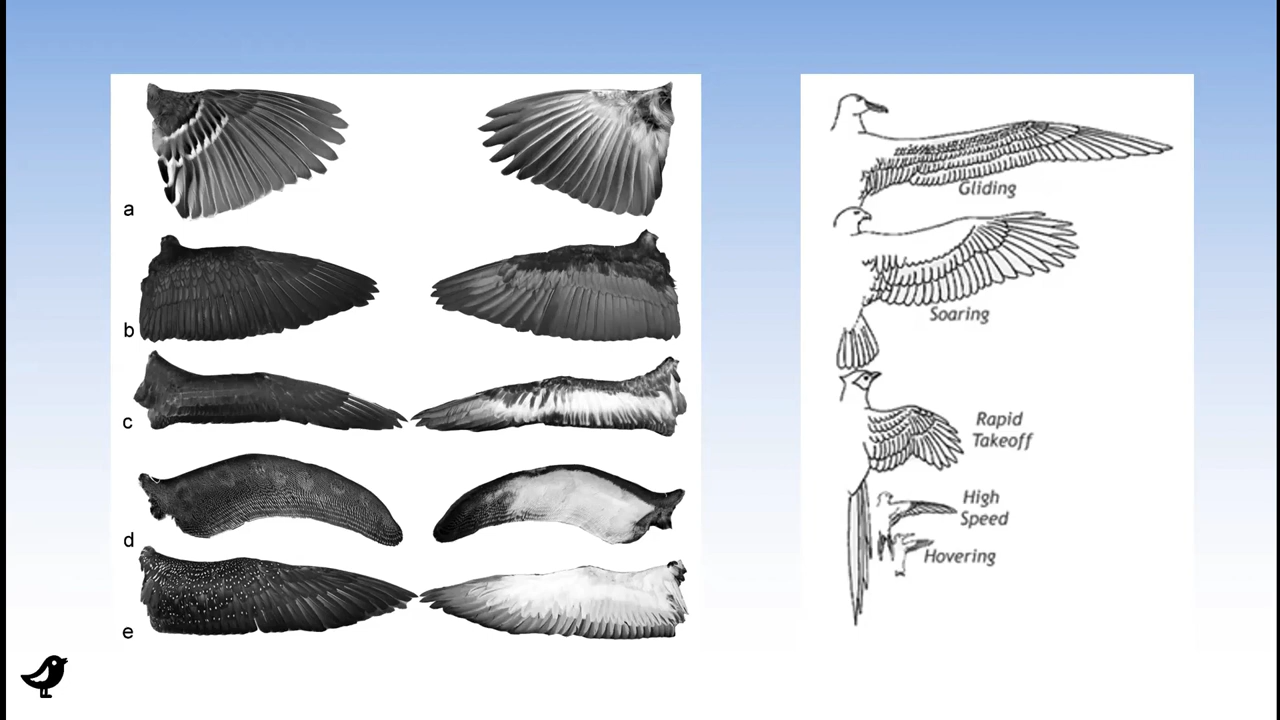 a
b
c
d
e
Gliding
Soaring
Rapid
Takeoff
High
Speed
Hovering